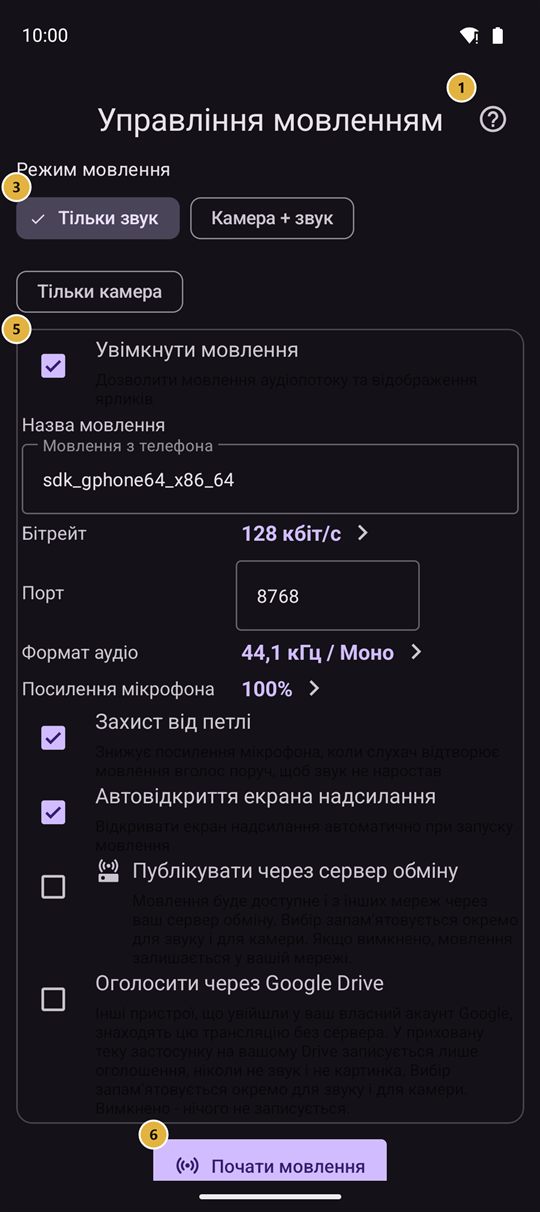 10:00
1
Управління мовленням
Режим мовлення
3
Тільки звук
Камера + звук
Тільки камера
5
Увімкнути мовлення
Дозволити мовлення аудіопотоку та відображення
ярликів
Назва мовлення
Мовлення з телефона
sdk_gphone64_x86_64
Бітрейт
128 кбіт/с
Порт
8768
Формат аудіо
44,1 кГц / Моно
Посилення мікрофона
100%
Захист від петлі
Знижує посилення мікрофона, коли слухач відтворює
мовлення вголос поруч, щоб звук не наростав
Автовідкриття екрана надсилання
Відкривати екран надсилання автоматично при запуску
мовлення
Публікувати через сервер обміну
Мовлення буде доступне і з інших мереж через
ваш сервер обміну. Вибір запам'ятовується окремо
для звуку і для камери. Якщо вимкнено, мовлення
залишається у вашій мережі.
Оголосити через Google Drive
Інші пристрої, що увійшли у ваш власний акаунт Google,
знаходять цю трансляцію без сервера. У приховану
теку застосунку на вашому Drive записується лише
оголошення, ніколи не звук і не картинка. Вибір
запам'ятовується окремо для звуку і для камери.
Вимкнено - нічого не записується.
6
Почати мовлення